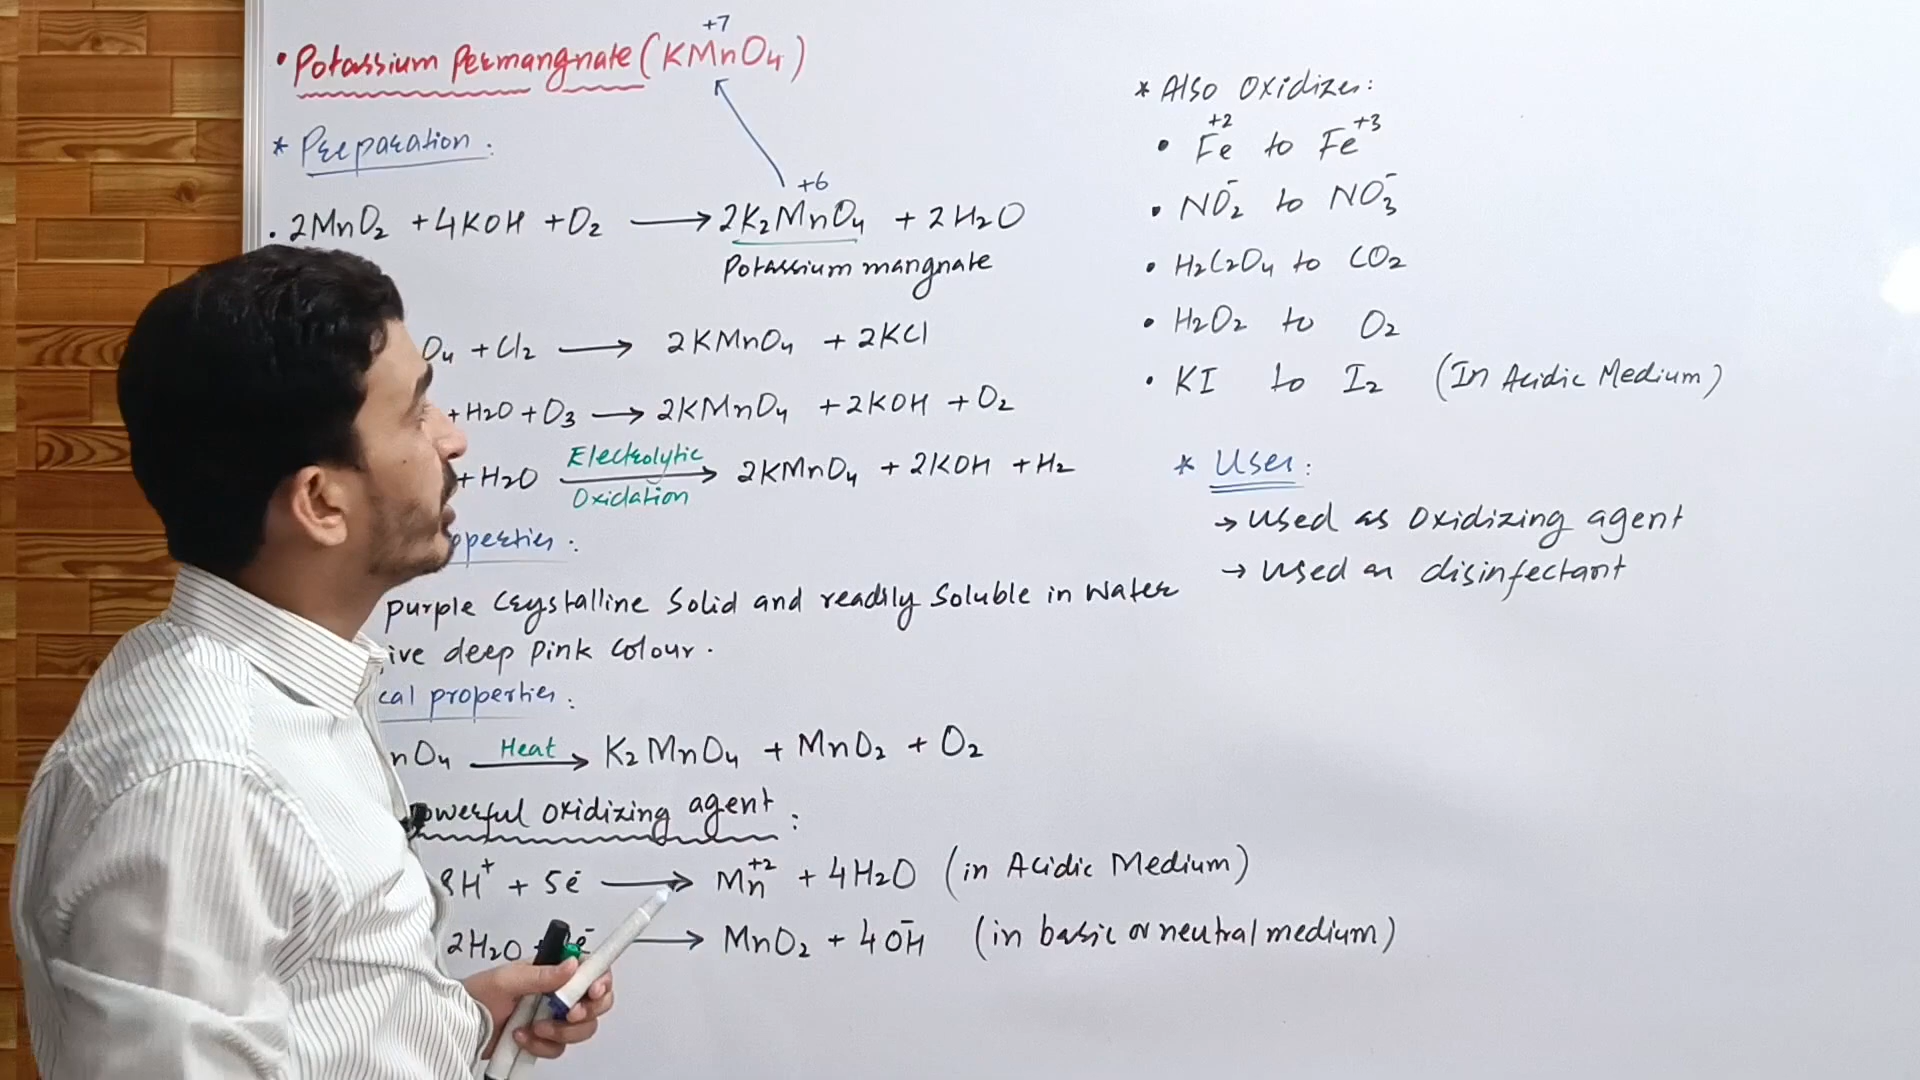 +7
• Potassium Permangnate (KMnO₄)
* Preparation :
+6
. 2MnO₂ + 4KOH + O₂ ⟶ 2K₂MnO₄ + 2H₂O
Potassium mangnate
O₄ + Cl₂ ⟶ 2KMnO₄ + 2KCl
+ H₂O + O₃ ⟶ 2KMnO₄ + 2KOH + O₂
Electrolytic
+ H₂O ⟶ 2KMnO₄ + 2KOH + H₂
Oxidation
operties :
purple crystalline solid and readily soluble in water
ive deep pink colour .
cal properties :
nO₄ Heat ⟶ K₂MnO₄ + MnO₂ + O₂
powerful oxidizing agent :
8H⁺ + 5e⁻ ⟶ Mn⁺² + 4H₂O (in Acidic Medium)
2H₂O + e⁻ ⟶ MnO₂ + 4OH⁻ (in basic or neutral medium)
* Also Oxidizes :
• Fe⁺² to Fe⁺³
• NO₂⁻ to NO₃⁻
• H₂C₂O₄ to CO₂
• H₂O₂ to O₂
• KI to I₂ (In Acidic Medium)
* Uses :
→ used as oxidizing agent
→ used as disinfectant